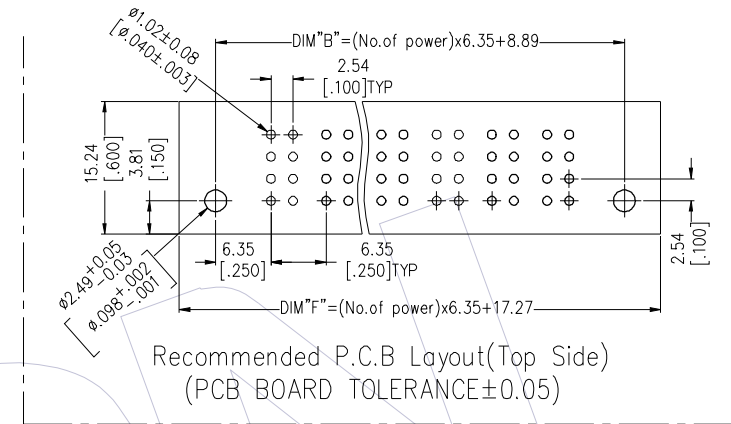 ø1.02±0.08
[ø.040±.003]
DIM"B"=(No.of power)x6.35+8.89
2.54
[.100]TYP
15.24
[.600]
3.81
[.150]
6.35
[.250]
6.35
[.250]TYP
2.54
[.100]
ø2.49+0.05
-0.03
[ø.098+.002
-.001]
DIM"F"=(No.of power)x6.35+17.27
Recommended P.C.B Layout(Top Side)
(PCB BOARD TOLERANCE±0.05)